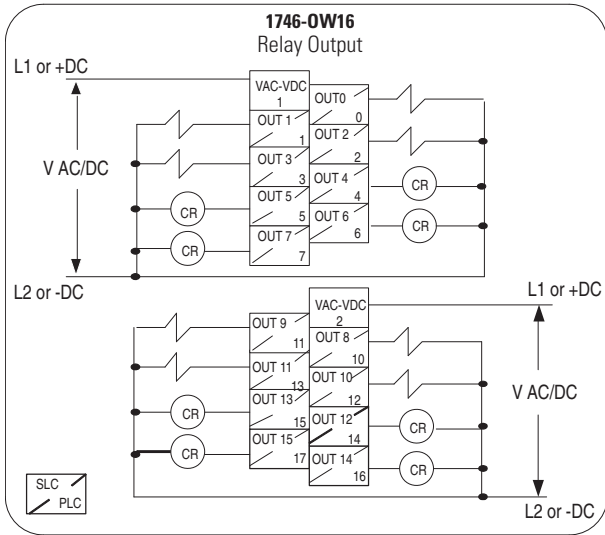 1746-OW16
Relay Output
L1 or +DC
VAC-VDC
1
OUT0
0
OUT 1
1
OUT 2
2
V AC/DC
OUT 3
3
OUT 4
4
CR
CR
OUT 5
5
OUT 6
6
CR
CR
OUT 7
7
L2 or -DC
L1 or +DC
VAC-VDC
2
OUT 9
11
OUT 8
10
OUT 11
13
OUT 10
12
V AC/DC
CR
OUT 13
15
OUT 12
14
CR
CR
OUT 15
17
OUT 14
16
CR
SLC
PLC
L2 or -DC